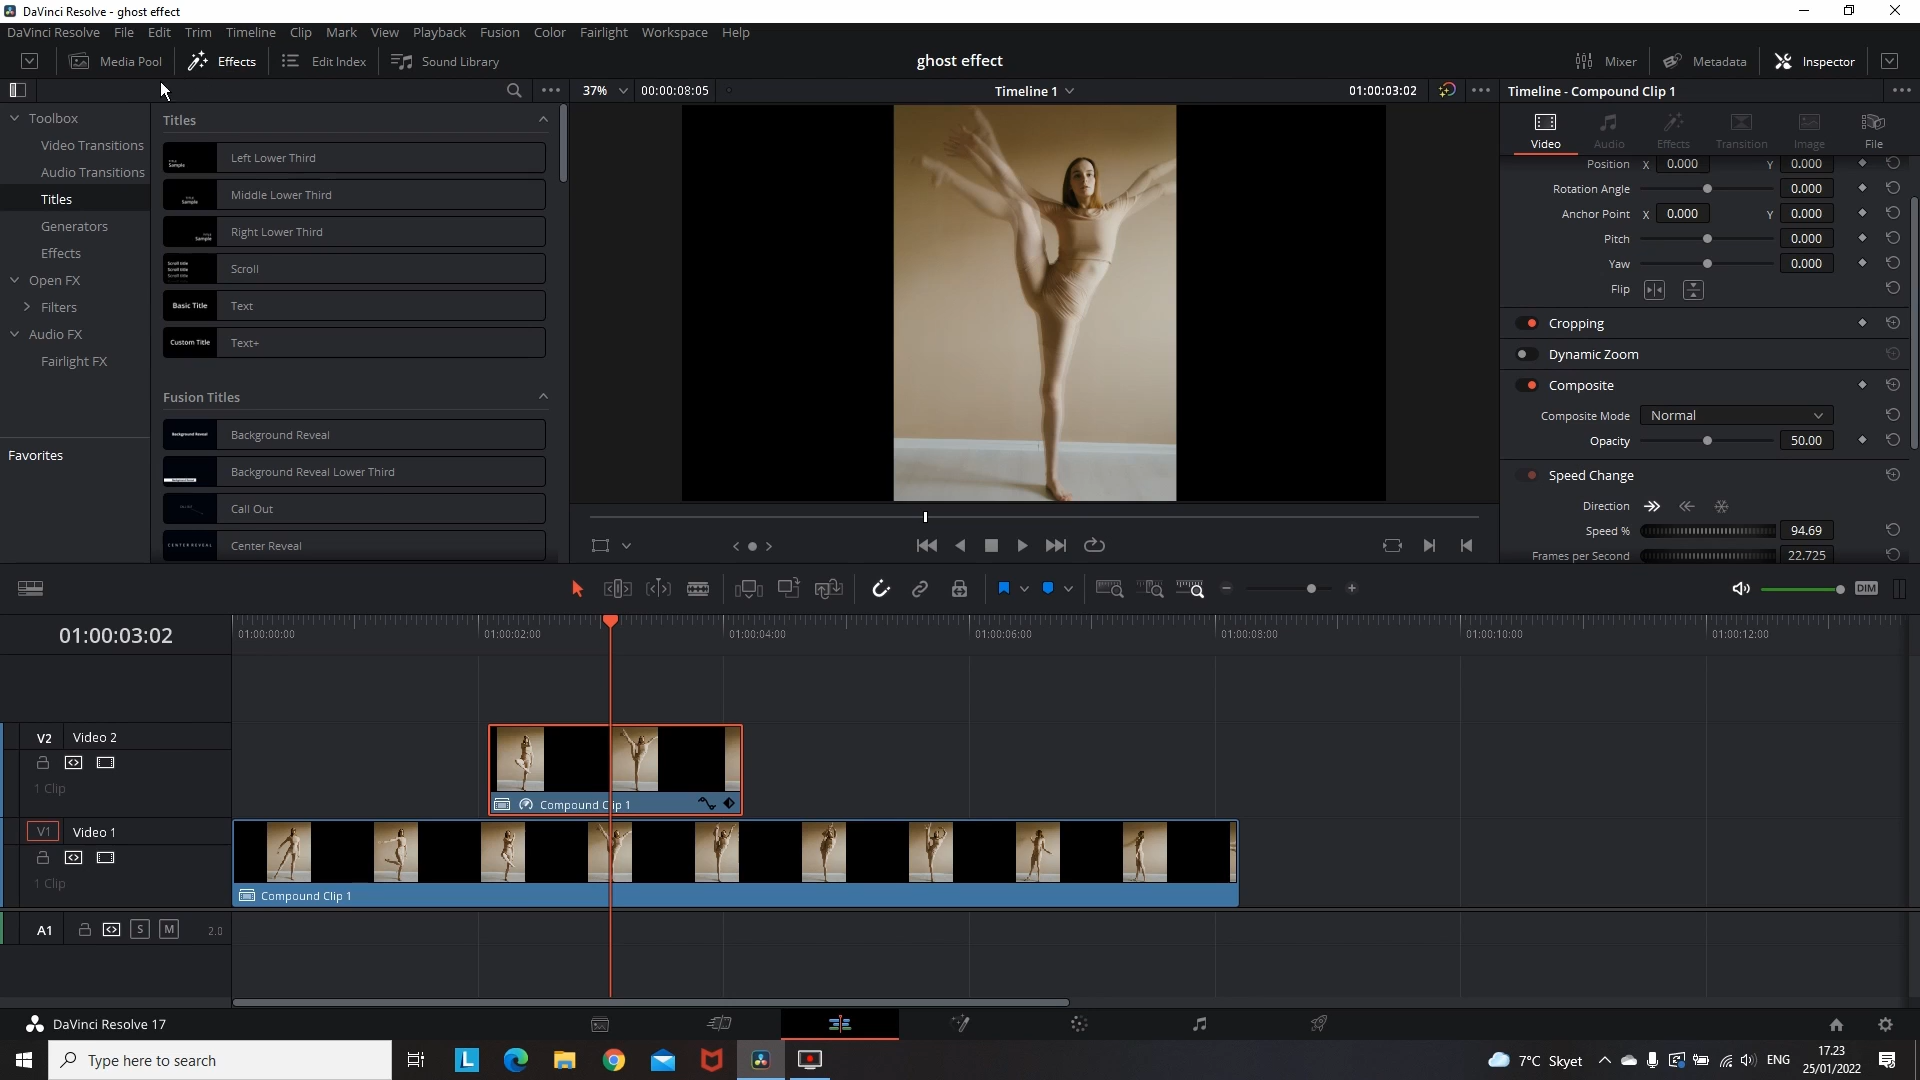 DaVinci Resolve - ghost effect
DaVinci Resolve File Edit Trim Timeline Clip Mark View Playback Fusion Color Fairlight Workspace Help
Media Pool Effects Edit Index Sound Library ghost effect Mixer Metadata Inspector
37% 00:00:08:05 Timeline 1 01:00:03:02 Timeline - Compound Clip 1
Toolbox
Video Transitions
Audio Transitions
Titles
Generators
Effects
Open FX
Filters
Audio FX
Fairlight FX
Favorites
Titles
Left Lower Third
Middle Lower Third
Right Lower Third
Scroll
Basic Title Text
Custom Title Text+
Fusion Titles
Background Reveal
Background Reveal Lower Third
Call Out
CENTER REVEAL Center Reveal
Video Audio Effects Transition Image File
Position X 0.000 Y 0.000
Rotation Angle 0.000
Anchor Point X 0.000 Y 0.000
Pitch 0.000
Yaw 0.000
Flip
Cropping
Dynamic Zoom
Composite
Composite Mode Normal
Opacity 50.00
Speed Change
Direction
Speed % 94.69
Frames per Second 22.725
DIM
01:00:03:02
01:00:00:00 01:00:02:00 01:00:04:00 01:00:06:00 01:00:08:00 01:00:10:00 01:00:12:00
V2 Video 2
1 Clip
Compound Clip 1
V1 Video 1
1 Clip
Compound Clip 1
A1 S M 2.0
DaVinci Resolve 17
Type here to search
L
7°C Skyet ENG
17.23
25/01/2022